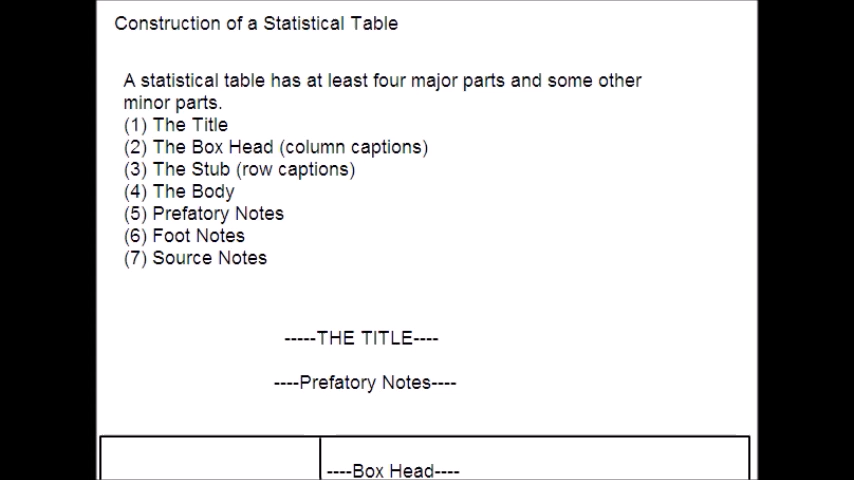 Construction of a Statistical Table
A statistical table has at least four major parts and some other
minor parts.
(1) The Title
(2) The Box Head (column captions)
(3) The Stub (row captions)
(4) The Body
(5) Prefatory Notes
(6) Foot Notes
(7) Source Notes
-----THE TITLE----
----Prefatory Notes----
----Box Head----